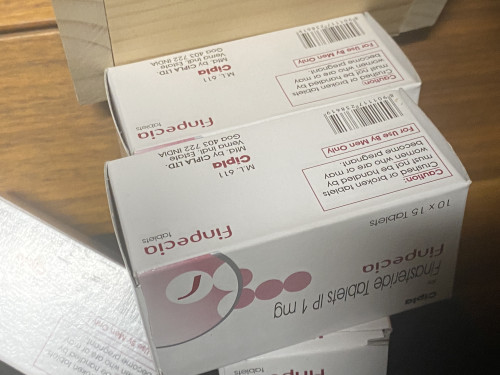 Finpecia
tablets
M.L. 611
Cipla
Mfd. by CIPLA LTD.
Verna Indl. Estate
Goa 403 722 INDIA
For Use By Men Only
Caution:
Crushed or broken tablets
must not be handled by
women who are or may
become pregnant
Finpecia
tablets
M.L. 611
Cipla
Mfd. by CIPLA LTD.
Verna Indl. Estate
Goa 403 722 INDIA
For Use By Men Only
Caution:
Crushed or broken tablets
must not be handled by
women who are or may
become pregnant
10 x 15 Tablets
Finpecia
Finasteride Tablets IP 1 mg
Cipla